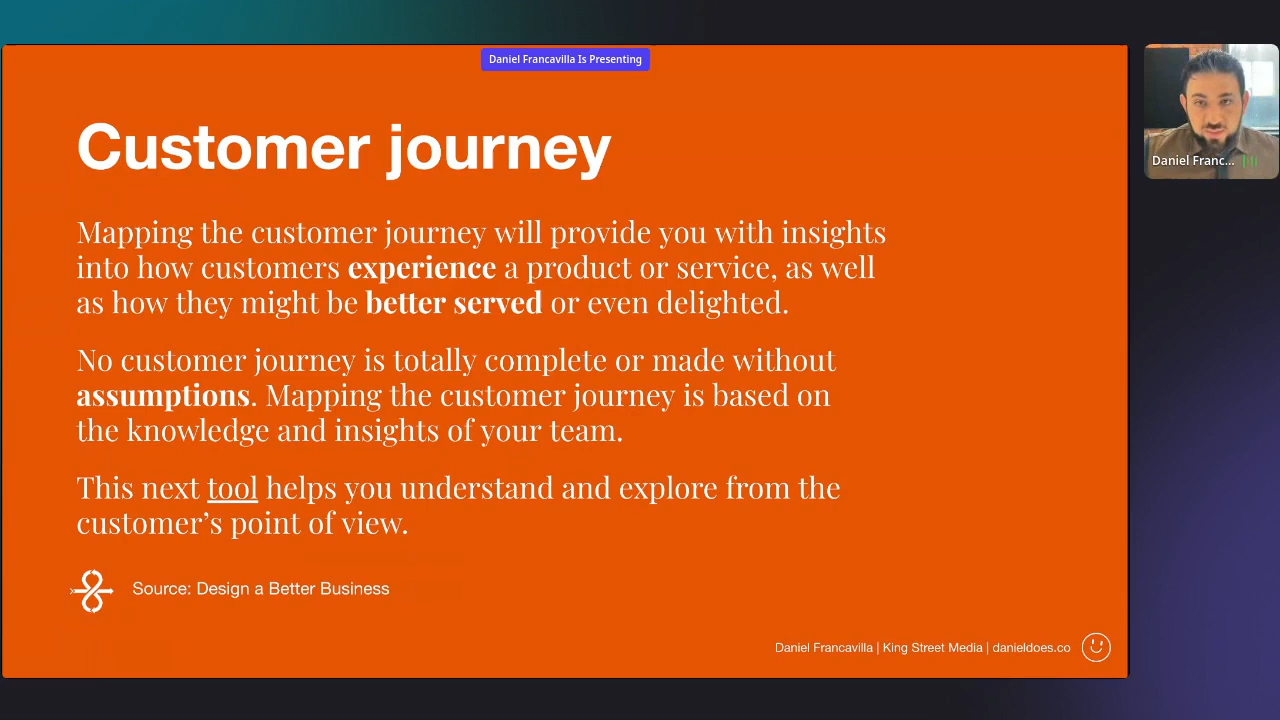 Daniel Francavilla Is Presenting
Customer journey
Mapping the customer journey will provide you with insights
into how customers experience a product or service, as well
as how they might be better served or even delighted.
No customer journey is totally complete or made without
assumptions. Mapping the customer journey is based on
the knowledge and insights of your team.
This next tool helps you understand and explore from the
customer’s point of view.
Source: Design a Better Business
Daniel Francavilla | King Street Media | danieldoes.co
Daniel Franc...